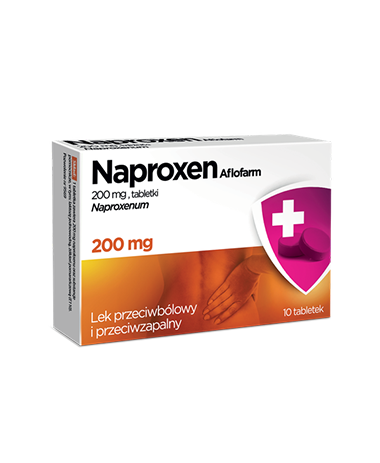 Naproxen Aflofarm
200 mg, tabletki
Naproxenum
200 mg
Lek przeciwbólowy
i przeciwzapalny
10 tabletek